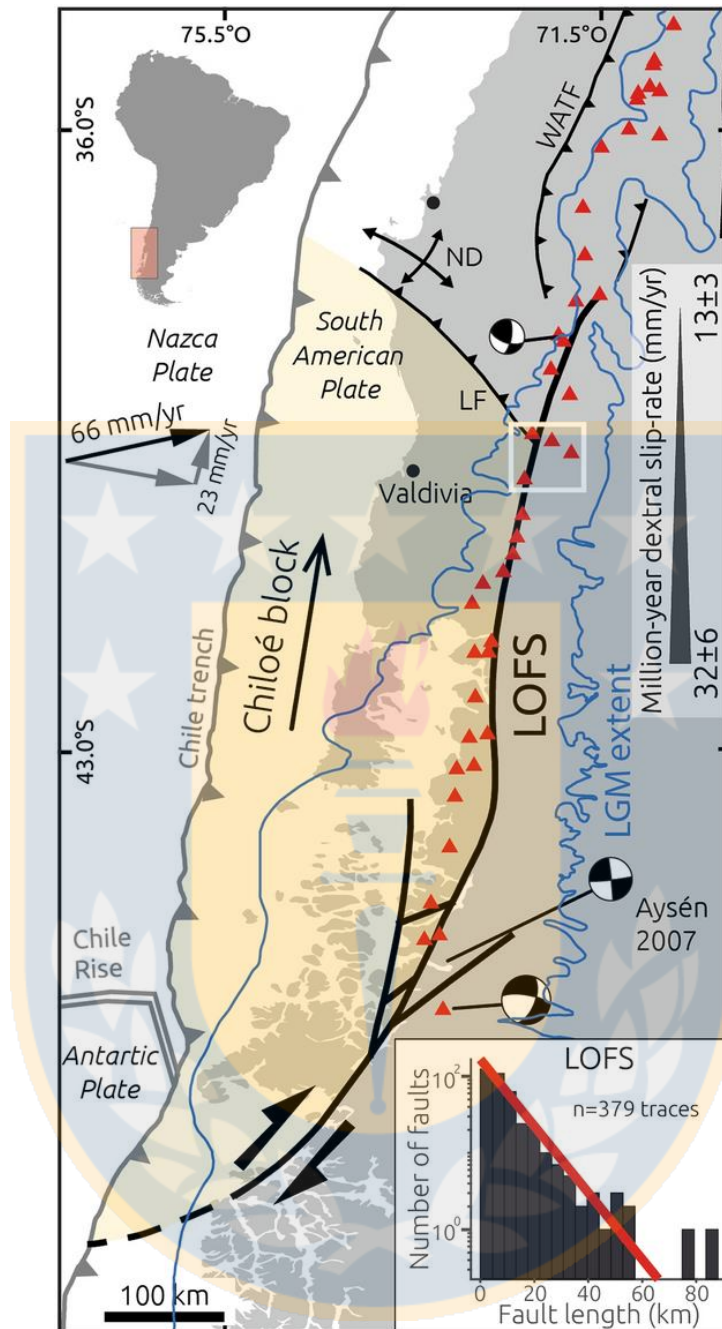 75.5°O
71.5°O
36.0°S
WATF
ND
Nazca
Plate
South
American
Plate
13±3
Million-year dextral slip-rate (mm/yr)
32±6
LF
66 mm/yr
23 mm/yr
Valdivia
Chiloé block
Chile trench
LOFS
LGM extent
43.0°S
Aysén
2007
Chile
Rise
Antartic
Plate
100 km
LOFS
n=379 traces
Number of faults
10²
10⁰
0 20 40 60 80
Fault length (km)